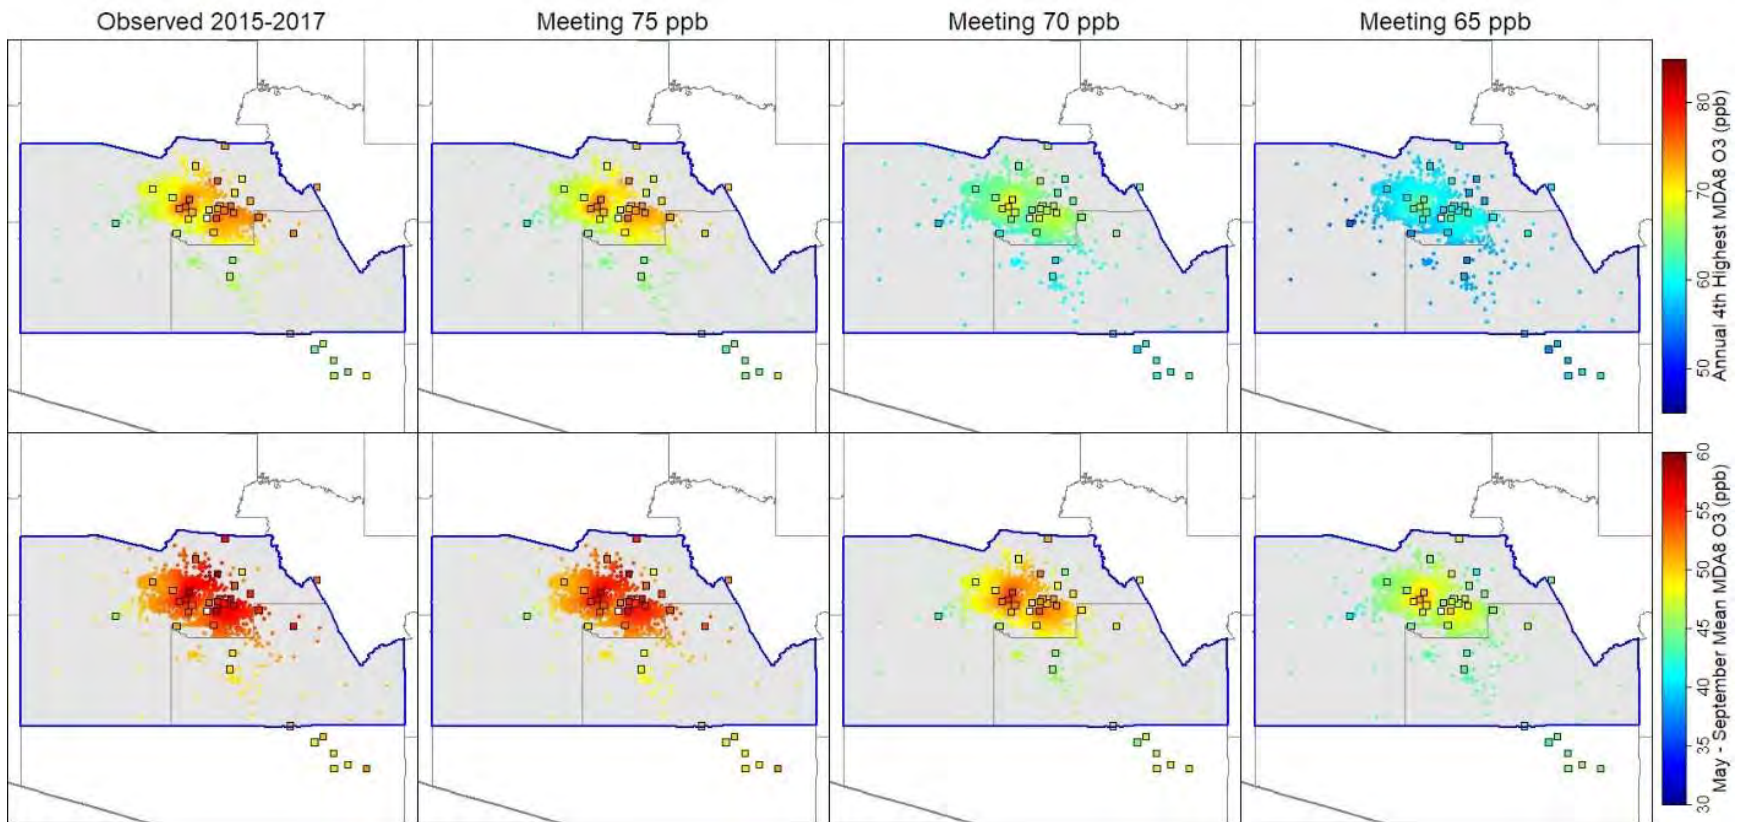 Observed 2015-2017
Meeting 75 ppb
Meeting 70 ppb
Meeting 65 ppb
80
70
60
50
Annual 4th Highest MDA8 O3 (ppb)
60
55
50
45
40
35
30
May - September Mean MDA8 O3 (ppb)